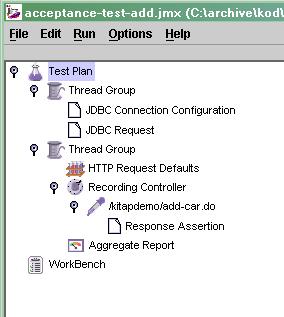 acceptance-test-add.jmx (C:\archive\kod\
File Edit Run Options Help
Test Plan
Thread Group
JDBC Connection Configuration
JDBC Request
Thread Group
HTTP Request Defaults
Recording Controller
/kitapdemo/add-car.do
Response Assertion
Aggregate Report
WorkBench